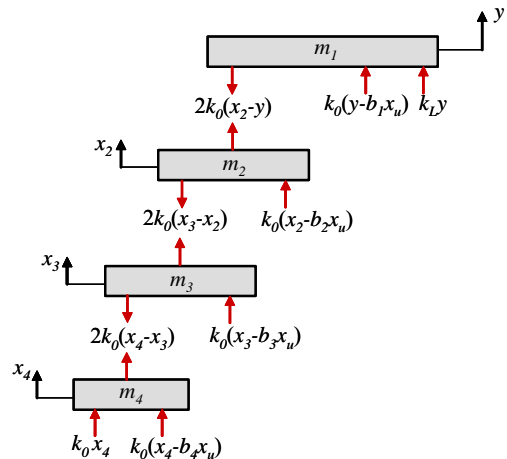 y
m₁
2k₀(x₂-y) k₀(y-b₁xᵤ) k_L y
x₂
m₂
2k₀(x₃-x₂) k₀(x₂-b₂xᵤ)
x₃
m₃
2k₀(x₄-x₃) k₀(x₃-b₃xᵤ)
x₄
m₄
k₀x₄ k₀(x₄-b₄xᵤ)